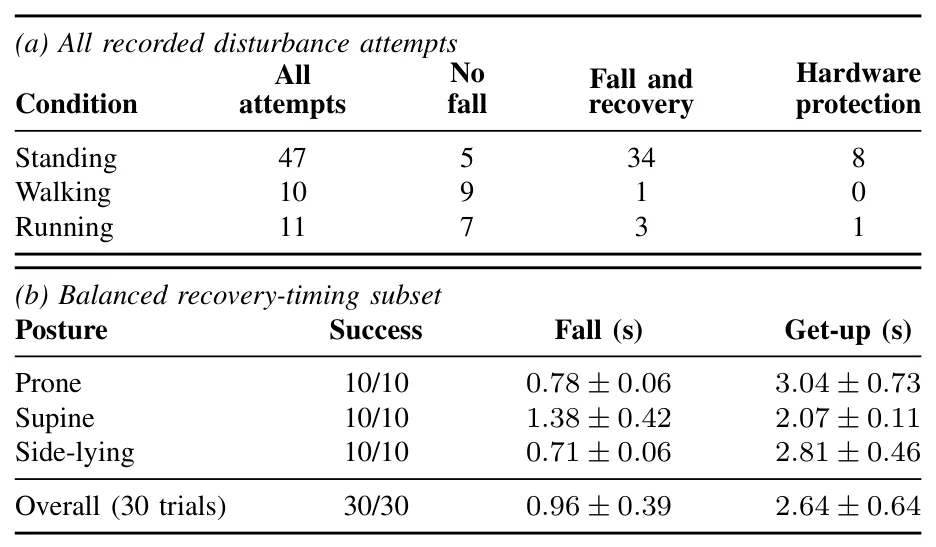 (a) All recorded disturbance attempts
Condition All attempts No fall Fall and recovery Hardware protection
Standing 47 5 34 8
Walking 10 9 1 0
Running 11 7 3 1
(b) Balanced recovery-timing subset
Posture Success Fall (s) Get-up (s)
Prone 10/10 0.78 ± 0.06 3.04 ± 0.73
Supine 10/10 1.38 ± 0.42 2.07 ± 0.11
Side-lying 10/10 0.71 ± 0.06 2.81 ± 0.46
Overall (30 trials) 30/30 0.96 ± 0.39 2.64 ± 0.64